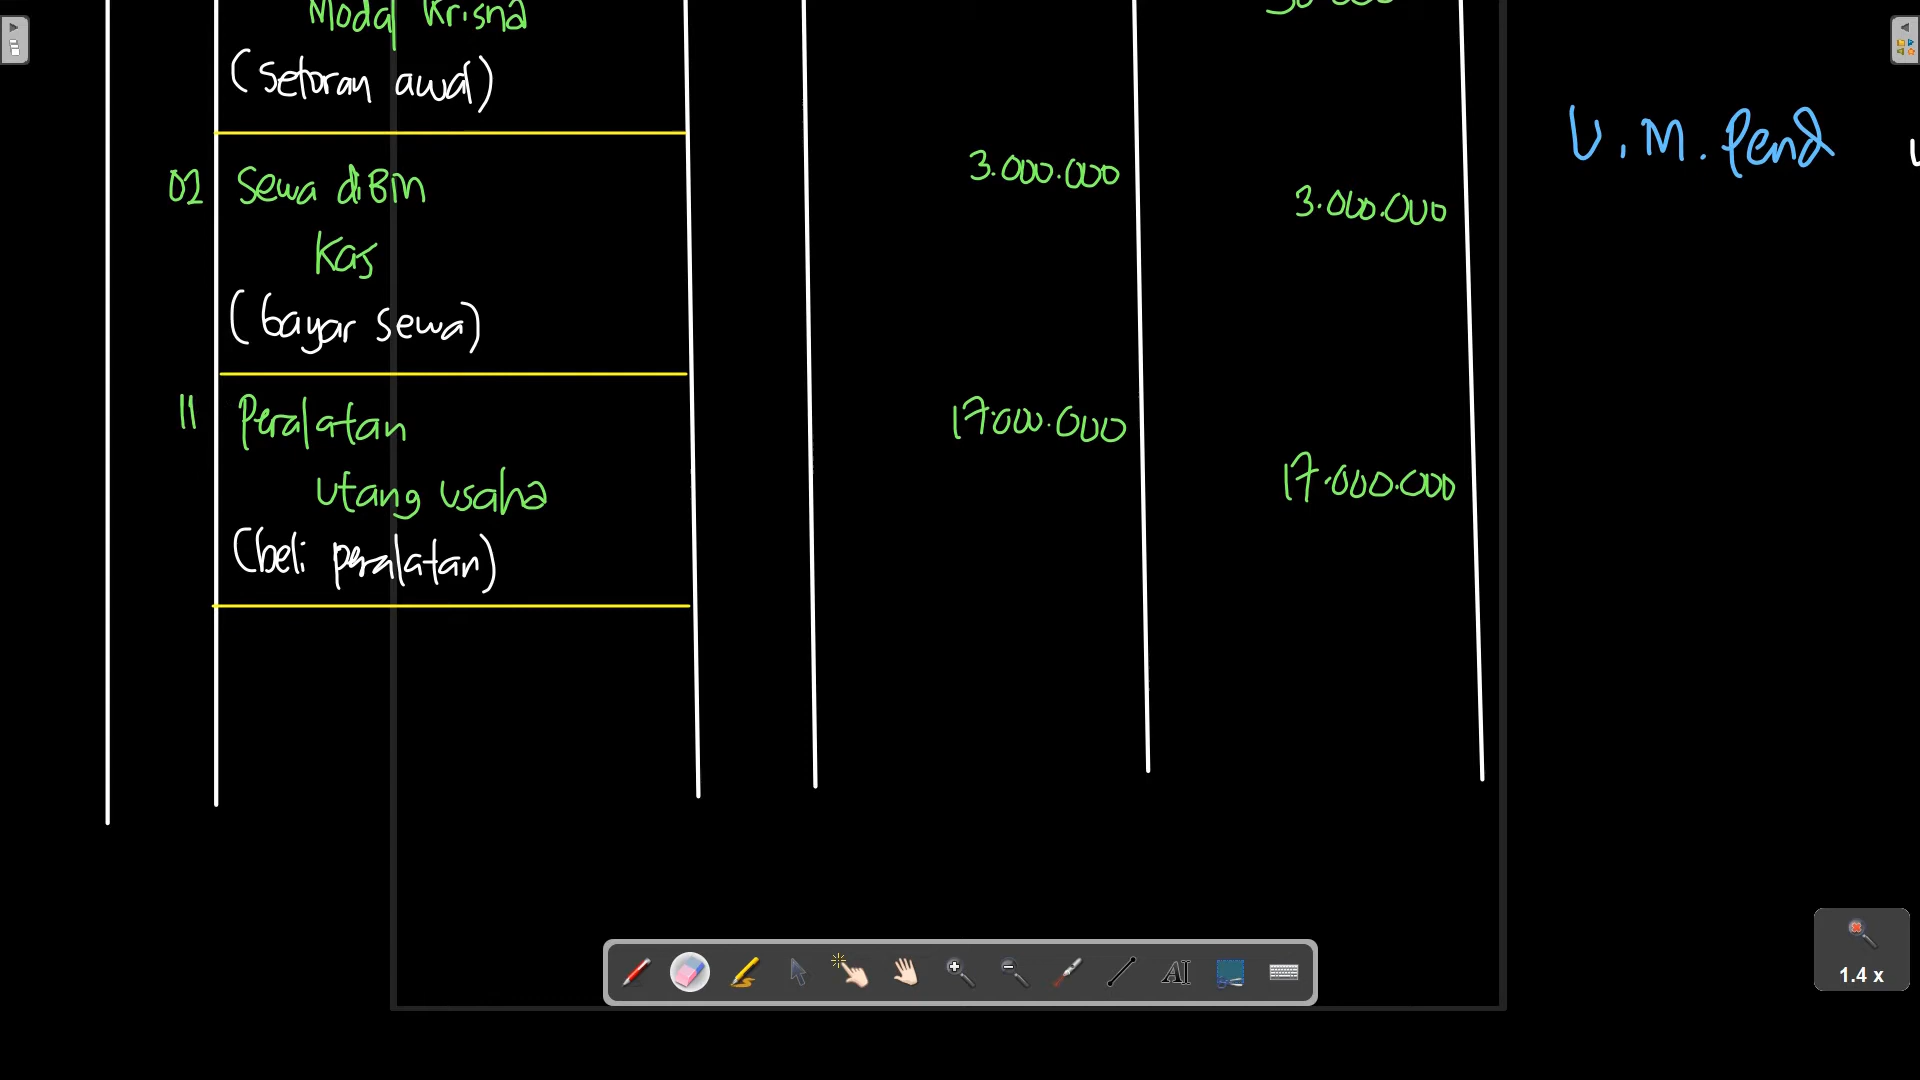 Modal Krisna
(setoran awal)
02 Sewa diBM 3.000.000
Kas 3.000.000
(bayar sewa)
11 Peralatan 17.000.000
Utang usaha 17.000.000
(beli peralatan)
U.M.Pend
1.4 x